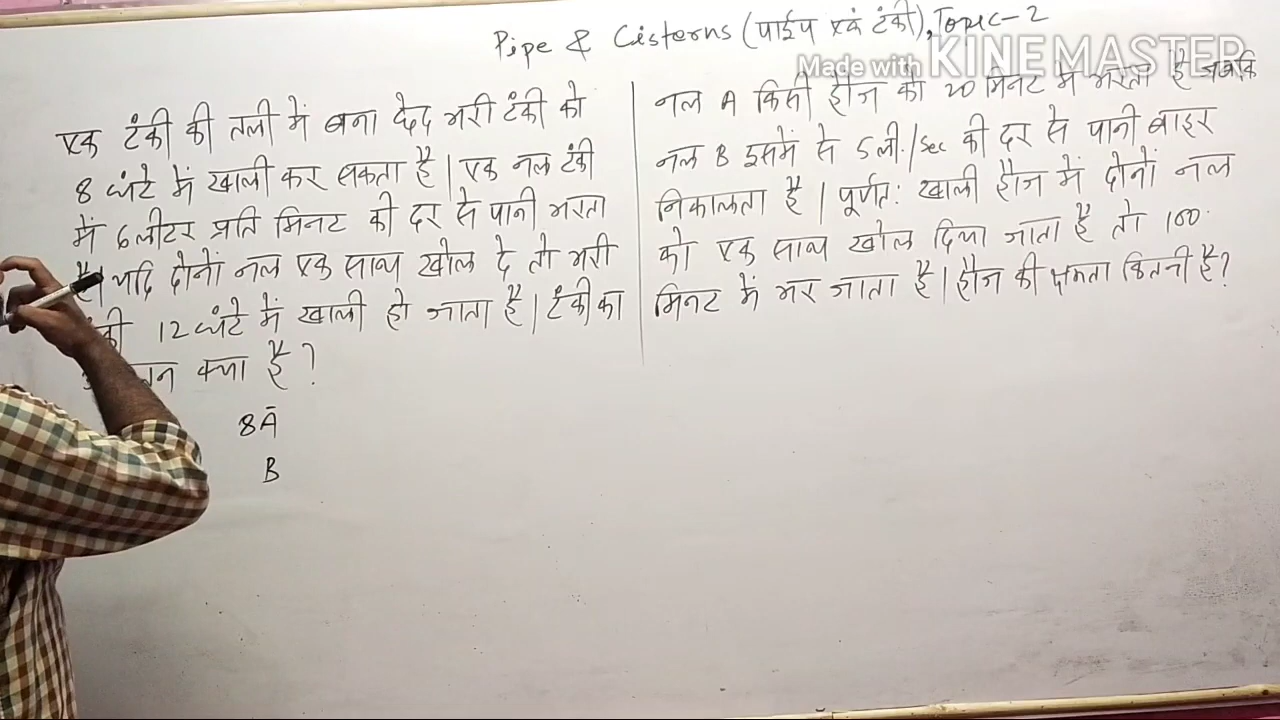 Pipe & Cisterns (पाईप एवं टंकी), Topic-2
Made with KINEMASTER
एक टंकी की तली में बना छेद भरी टंकी को
8 घंटे में खाली कर सकता है। एक नल टंकी
में 6 लीटर प्रति मिनट की दर से पानी भरता
है। यदि दोनों नल एक साथ खोल दे तो भरी
12 घंटे में खाली हो जाता है। टंकी का
क्या है?
8Ā
B
नल A किसी हौज को 20 मिनट में भरता है जबकि
नल B इसमें से 5ली./sec की दर से पानी बाहर
निकालता है। पूर्णत: खाली हौज में दोनों नल
को एक साथ खोल दिया जाता है तो 100
मिनट में भर जाता है। हौज की क्षमता कितनी है?